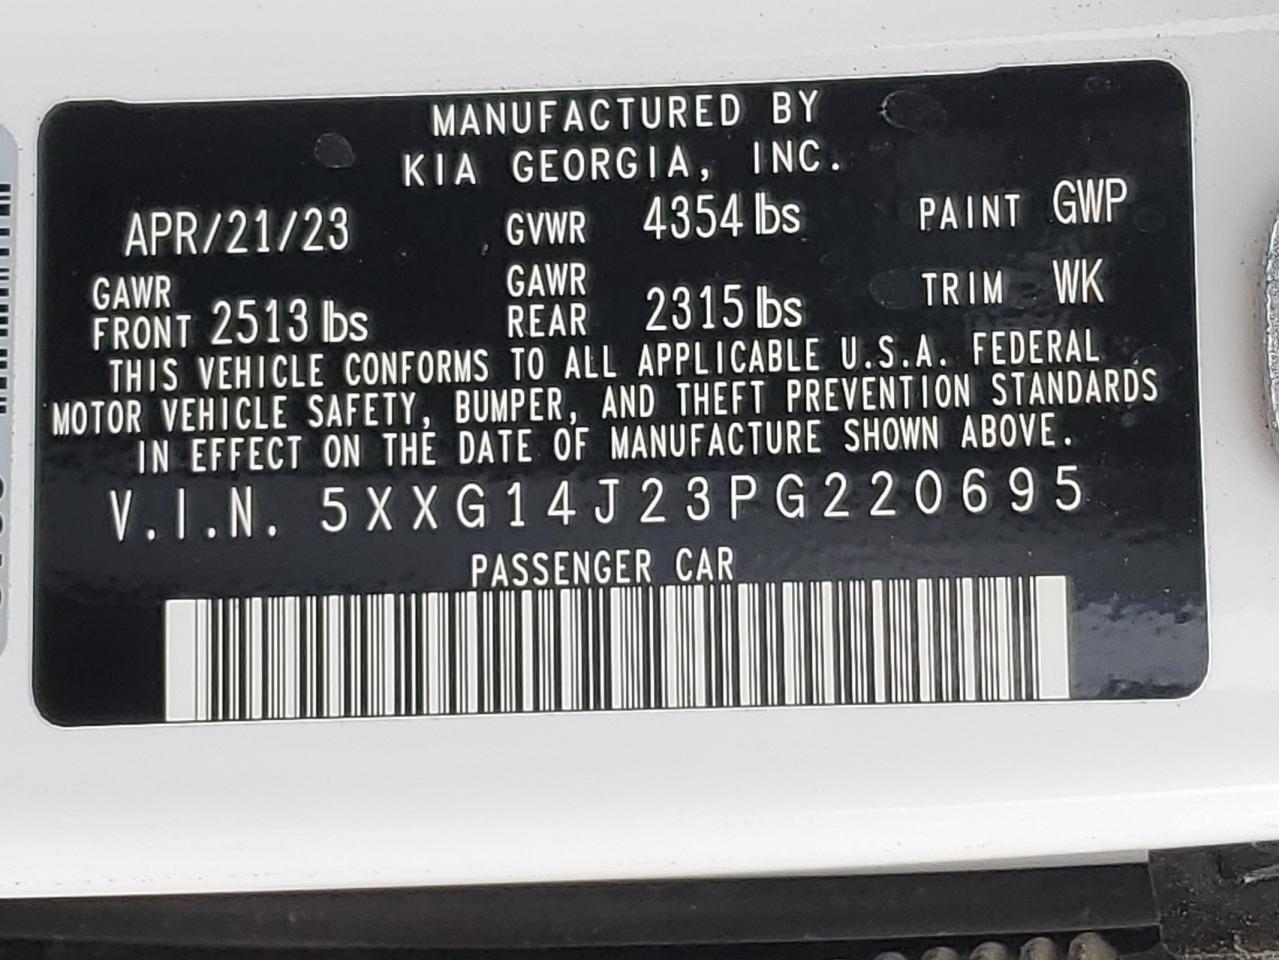 MANUFACTURED BY
KIA GEORGIA, INC.
APR/21/23 GVWR 4354 lbs PAINT GWP
GAWR FRONT 2513 lbs GAWR REAR 2315 lbs TRIM WK
THIS VEHICLE CONFORMS TO ALL APPLICABLE U.S.A. FEDERAL
MOTOR VEHICLE SAFETY, BUMPER, AND THEFT PREVENTION STANDARDS
IN EFFECT ON THE DATE OF MANUFACTURE SHOWN ABOVE.
V.I.N. 5XXG14J23PG220695
PASSENGER CAR